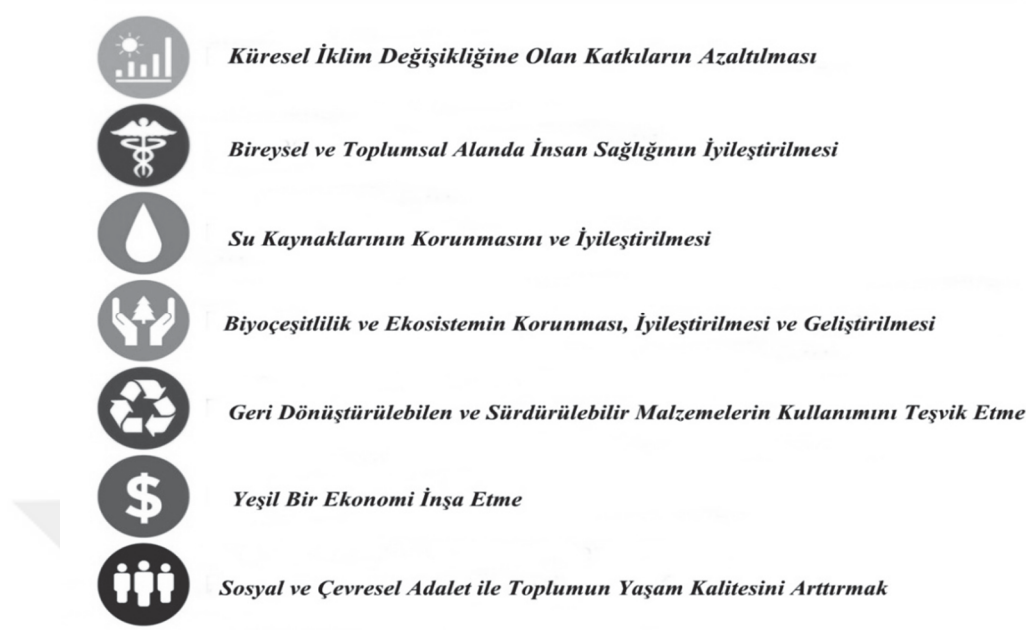 Küresel İklim Değişikliğine Olan Katkıların Azaltılması
Bireysel ve Toplumsal Alanda İnsan Sağlığının İyileştirilmesi
Su Kaynaklarının Korunmasını ve İyileştirilmesi
Biyoçeşitlilik ve Ekosistemin Korunması, İyileştirilmesi ve Geliştirilmesi
Geri Dönüştürülebilen ve Sürdürülebilir Malzemelerin Kullanımını Teşvik Etme
$
Yeşil Bir Ekonomi İnşa Etme
Sosyal ve Çevresel Adalet ile Toplumun Yaşam Kalitesini Arttırmak